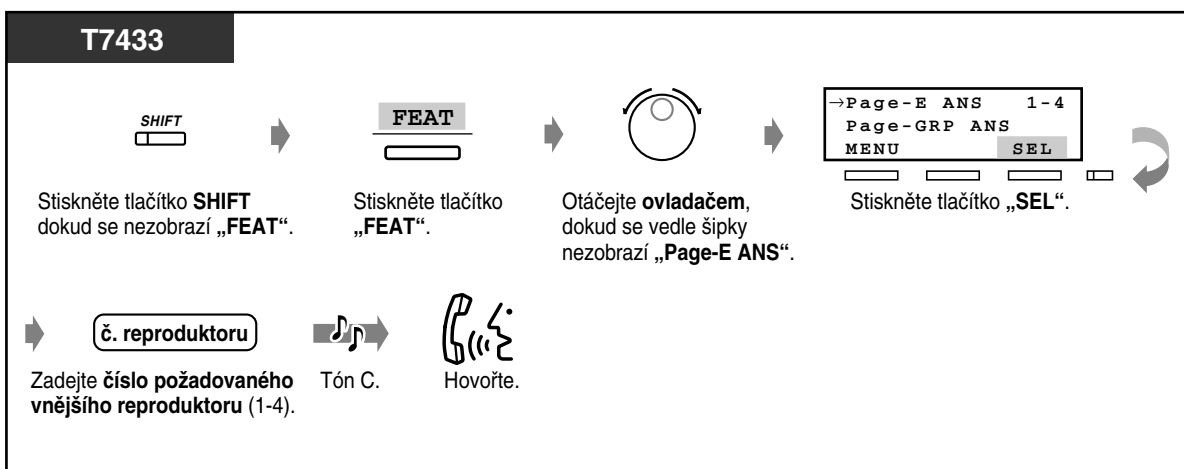 T7433
SHIFT
FEAT
→Page-E ANS 1-4
Page-GRP ANS
MENU SEL
Stiskněte tlačítko SHIFT
dokud se nezobrazí „FEAT“.
Stiskněte tlačítko
„FEAT“.
Otáčejte ovladačem,
dokud se vedle šipky
nezobrazí „Page-E ANS“.
Stiskněte tlačítko „SEL“.
č. reproduktoru
Zadejte číslo požadovaného
vnějšího reproduktoru (1-4).
Tón C.
Hovořte.